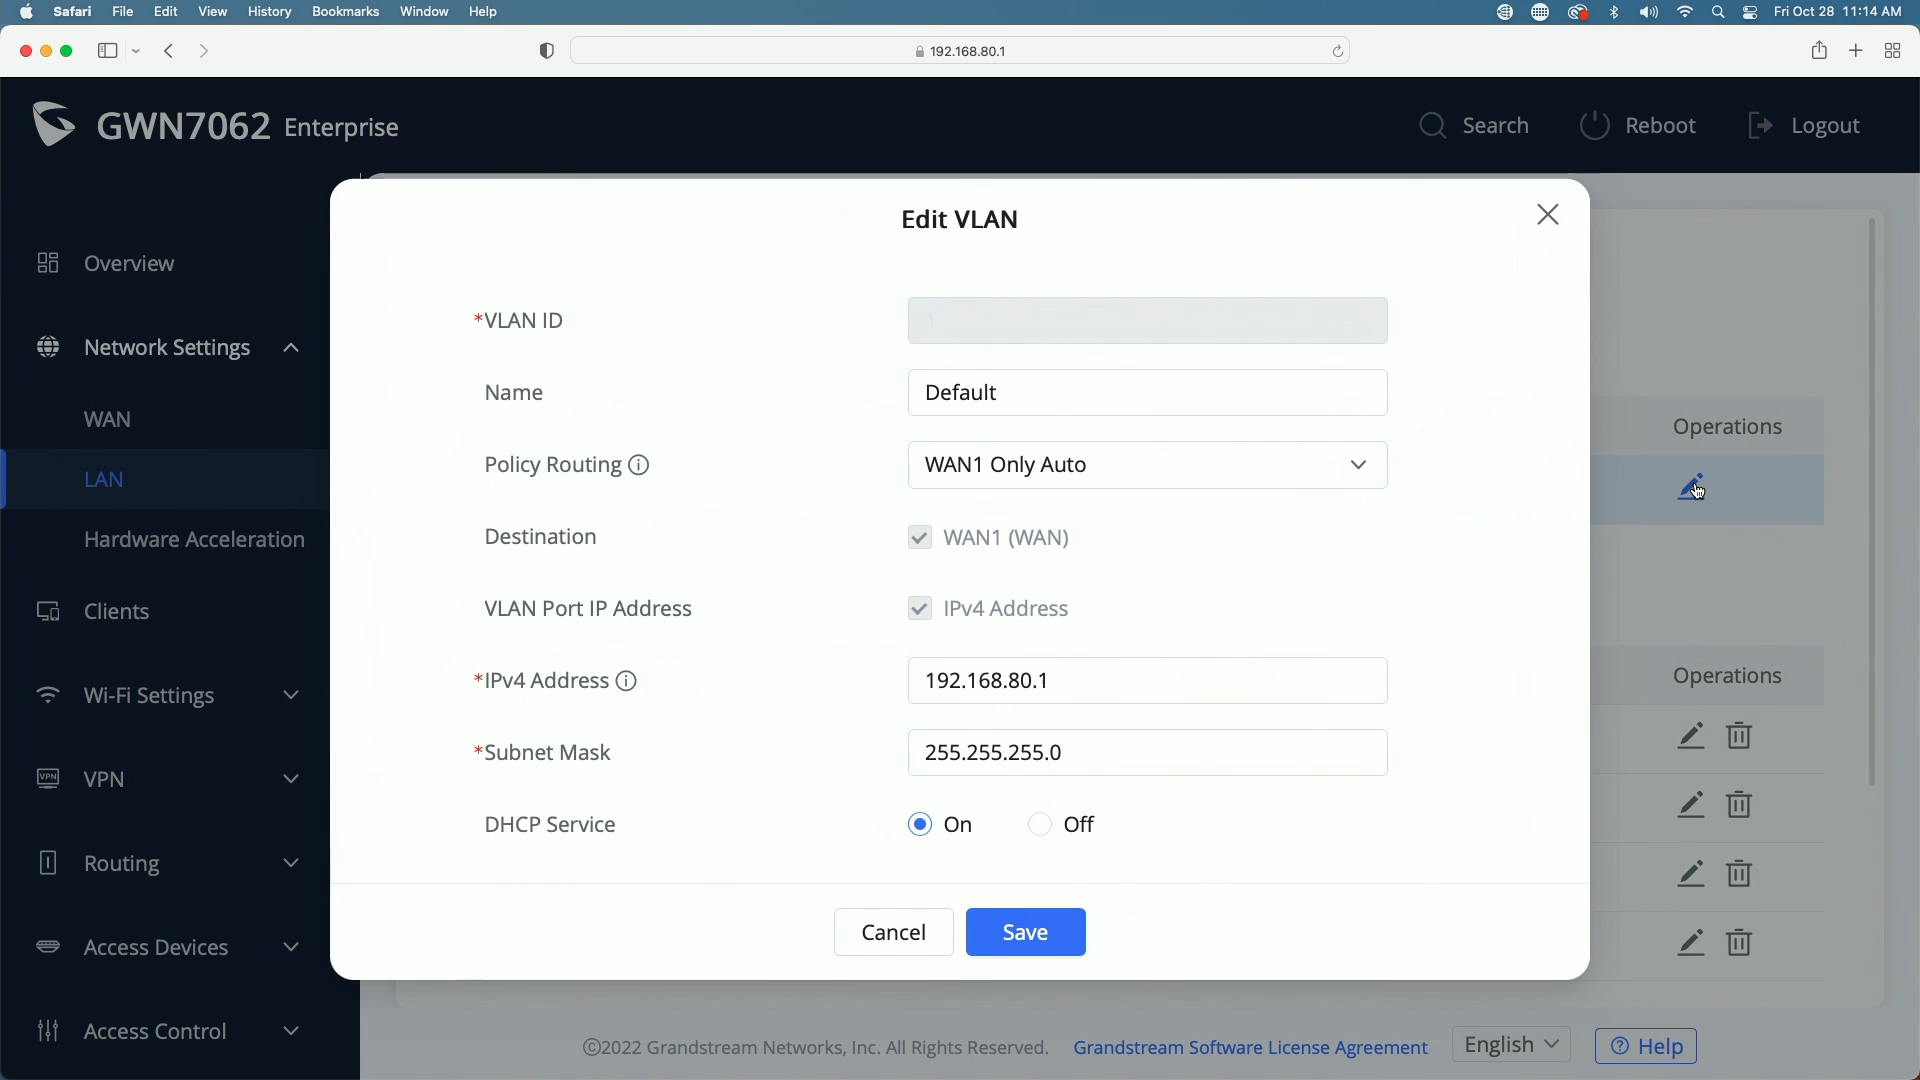 Safari File Edit View History Bookmarks Window Help Fri Oct 28 11:14 AM
192.168.80.1
GWN7062 Enterprise Search Reboot Logout
Edit VLAN
Overview
*VLAN ID
Network Settings
Name Default
WAN
Operations
Policy Routing WAN1 Only Auto
LAN
Destination WAN1 (WAN)
Hardware Acceleration
VLAN Port IP Address IPv4 Address
Clients
*IPv4 Address 192.168.80.1
Operations
Wi-Fi Settings
*Subnet Mask 255.255.255.0
VPN
VPN
DHCP Service On Off
Routing
Cancel Save
Access Devices
Access Control
©2022 Grandstream Networks, Inc. All Rights Reserved. Grandstream Software License Agreement English Help